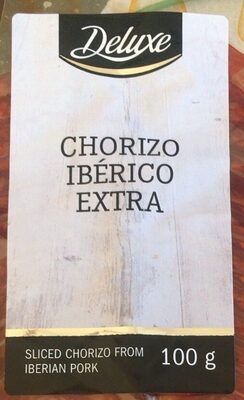 Deluxe
CHORIZO
IBÉRICO
EXTRA
SLICED CHORIZO FROM
IBERIAN PORK
100 g